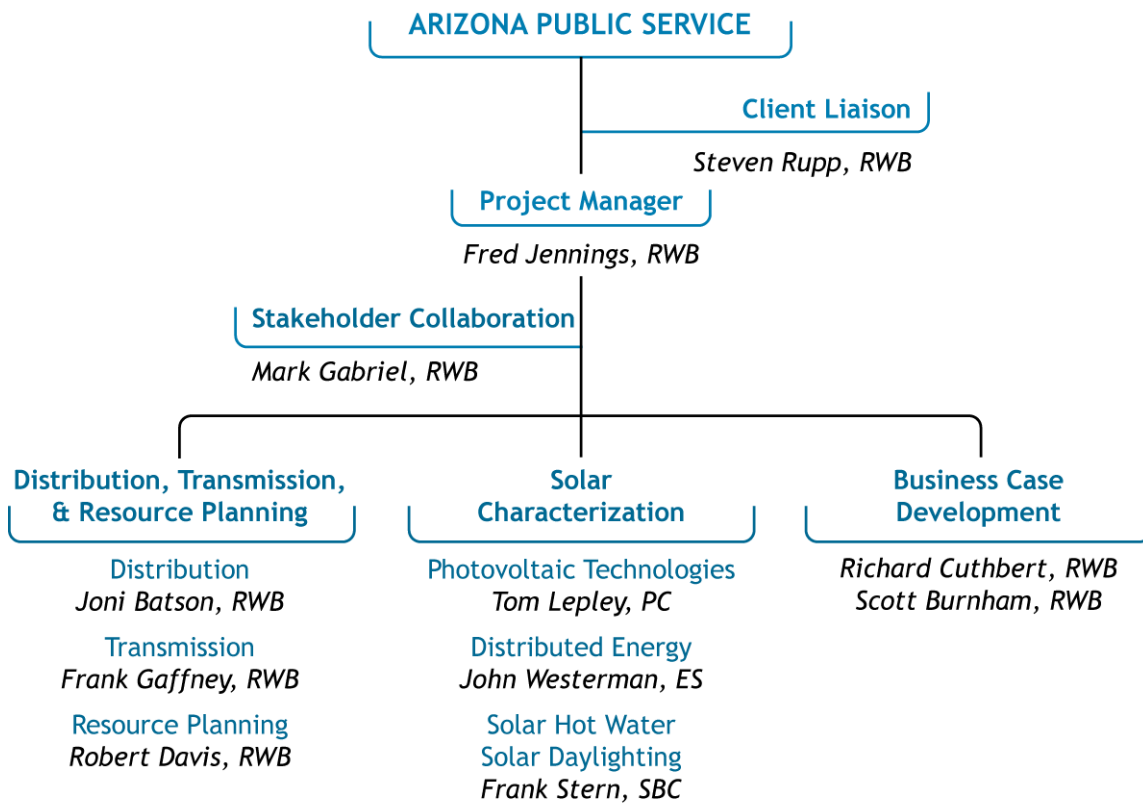 ARIZONA PUBLIC SERVICE
Client Liaison
Steven Rupp, RWB
Project Manager
Fred Jennings, RWB
Stakeholder Collaboration
Mark Gabriel, RWB
Distribution, Transmission,
& Resource Planning
Distribution
Joni Batson, RWB
Transmission
Frank Gaffney, RWB
Resource Planning
Robert Davis, RWB
Solar
Characterization
Photovoltaic Technologies
Tom Lepley, PC
Distributed Energy
John Westerman, ES
Solar Hot Water
Solar Daylighting
Frank Stern, SBC
Business Case
Development
Richard Cuthbert, RWB
Scott Burnham, RWB